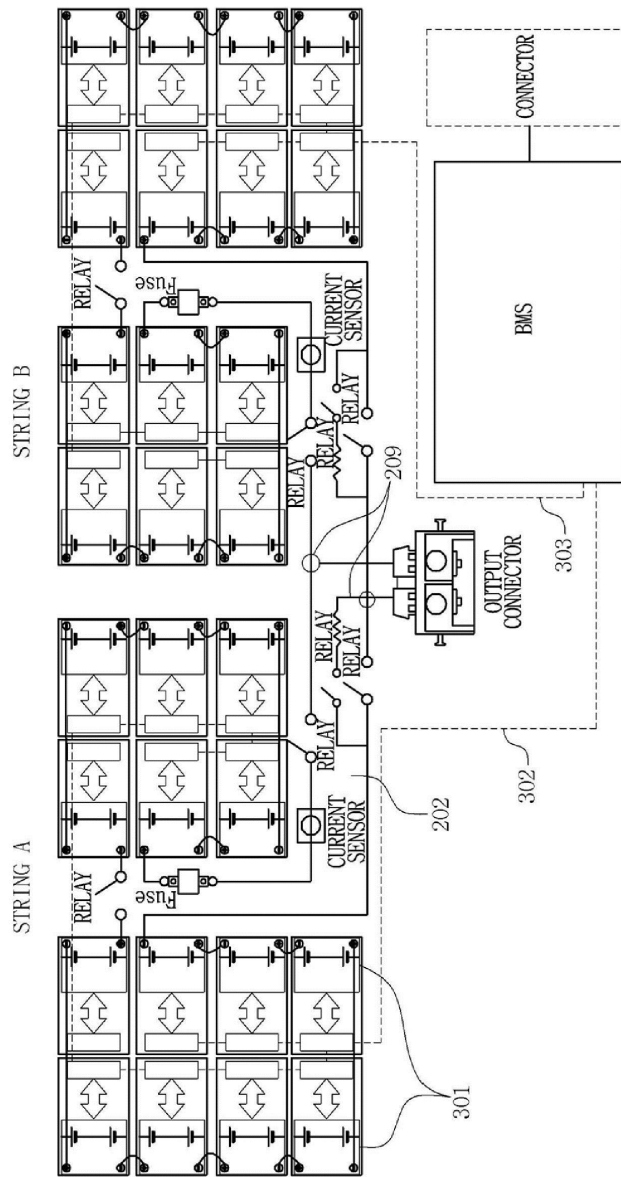 STRING A
STRING B
RELAY
RELAY
Fuse
Fuse
CURRENT
SENSOR
RELAY
RELAY
RELAY
RELAY
RELAY
RELAY
CURRENT
SENSOR
209
202
301
302
303
OUTPUT
CONNECTOR
BMS
CONNECTOR